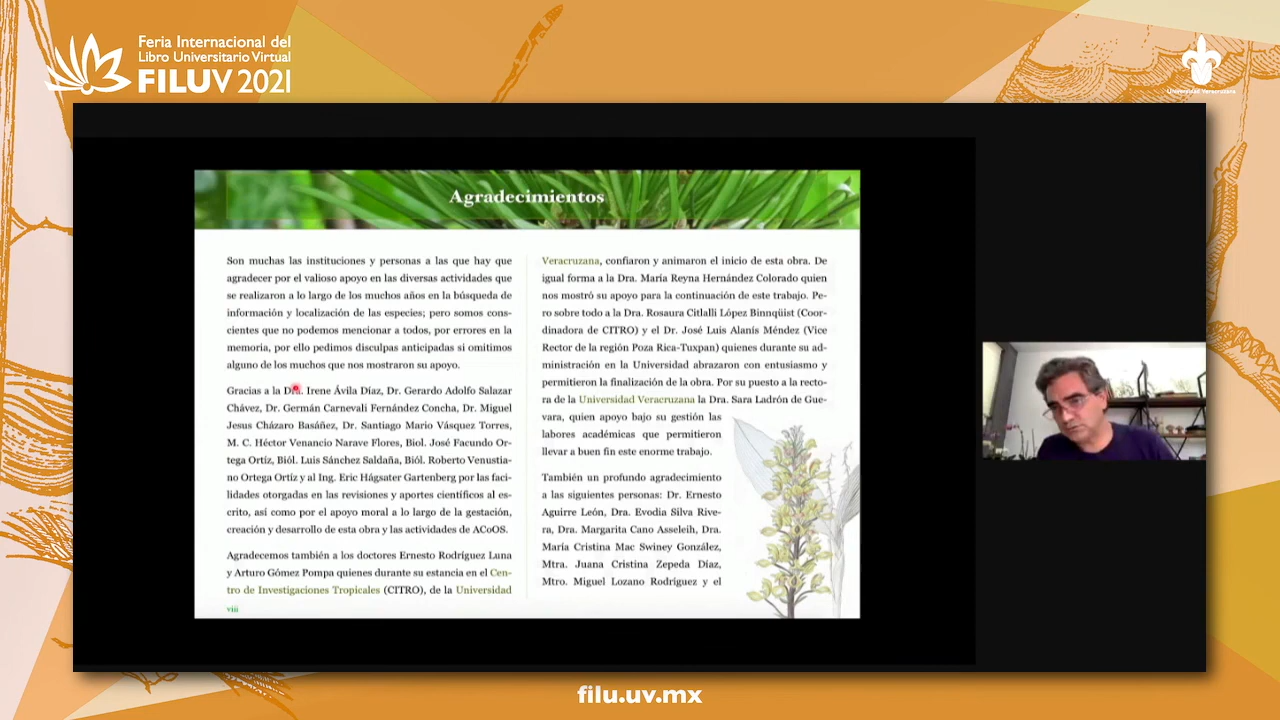 Feria Internacional del
Libro Universitario Virtual
FILUV 2021
Universidad Veracruzana
Agradecimientos
Son muchas las instituciones y personas a las que hay que
agradecer por el valioso apoyo en las diversas actividades que
se realizaron a lo largo de los muchos años en la búsqueda de
información y localización de las especies; pero somos cons-
cientes que no podemos mencionar a todos, por errores en la
memoria, por ello pedimos disculpas anticipadas si omitimos
alguno de los muchos que nos mostraron su apoyo.
Gracias a la Dra. Irene Ávila Díaz, Dr. Gerardo Adolfo Salazar
Chávez, Dr. Germán Carnevali Fernández Concha, Dr. Miguel
Jesus Cházaro Basáñez, Dr. Santiago Mario Vásquez Torres,
M. C. Héctor Venancio Narave Flores, Biol. José Facundo Or-
tega Ortíz, Biól. Luis Sánchez Saldaña, Biól. Roberto Venustia-
no Ortega Ortíz y al Ing. Eric Hágsater Gartenberg por las faci-
lidades otorgadas en las revisiones y aportes científicos al es-
crito, así como por el apoyo moral a lo largo de la gestación,
creación y desarrollo de esta obra y las actividades de ACoOS.
Agradecemos también a los doctores Ernesto Rodríguez Luna
y Arturo Gómez Pompa quienes durante su estancia en el Cen-
tro de Investigaciones Tropicales (CITRO), de la Universidad
viii
Veracruzana, confiaron y animaron el inicio de esta obra. De
igual forma a la Dra. María Reyna Hernández Colorado quien
nos mostró su apoyo para la continuación de este trabajo. Pe-
ro sobre todo a la Dra. Rosaura Citlalli López Binnqüist (Coor-
dinadora de CITRO) y el Dr. José Luis Alanís Méndez (Vice
Rector de la región Poza Rica-Tuxpan) quienes durante su ad-
ministración en la Universidad abrazaron con entusiasmo y
permitieron la finalización de la obra. Por su puesto a la recto-
ra de la Universidad Veracruzana la Dra. Sara Ladrón de Gue-
vara, quien apoyo bajo su gestión las
labores académicas que permitieron
llevar a buen fin este enorme trabajo.
También un profundo agradecimiento
a las siguientes personas: Dr. Ernesto
Aguirre León, Dra. Evodia Silva Rive-
ra, Dra. Margarita Cano Asseleih, Dra.
María Cristina Mac Swiney González,
Mtra. Juana Cristina Zepeda Díaz,
Mtro. Miguel Lozano Rodríguez y el
filu.uv.mx